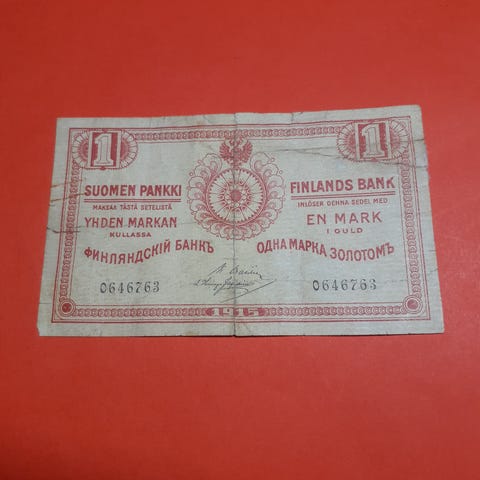 1 1
SUOMEN PANKKI
MAKSAA TÄSTÄ SETELISTÄ
YHDEN MARKAN
KULLASSA
FINLANDS BANK
INLÖSER DENNA SEDEL MED
EN MARK
I GULD
ФИНЛЯНДСКІЙ БАНКЪ ОДНА МАРКА ЗОЛОТОМЪ
0646763 0646763
1915